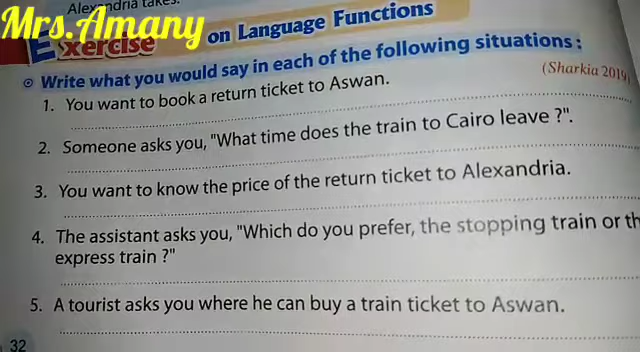 Alexandria takes.
Mrs.Amany
Exercise on Language Functions
Write what you would say in each of the following situations :
1. You want to book a return ticket to Aswan.
(Sharkia 2019)
2. Someone asks you, "What time does the train to Cairo leave ?".
3. You want to know the price of the return ticket to Alexandria.
4. The assistant asks you, "Which do you prefer, the stopping train or th
express train ?"
5. A tourist asks you where he can buy a train ticket to Aswan.
32